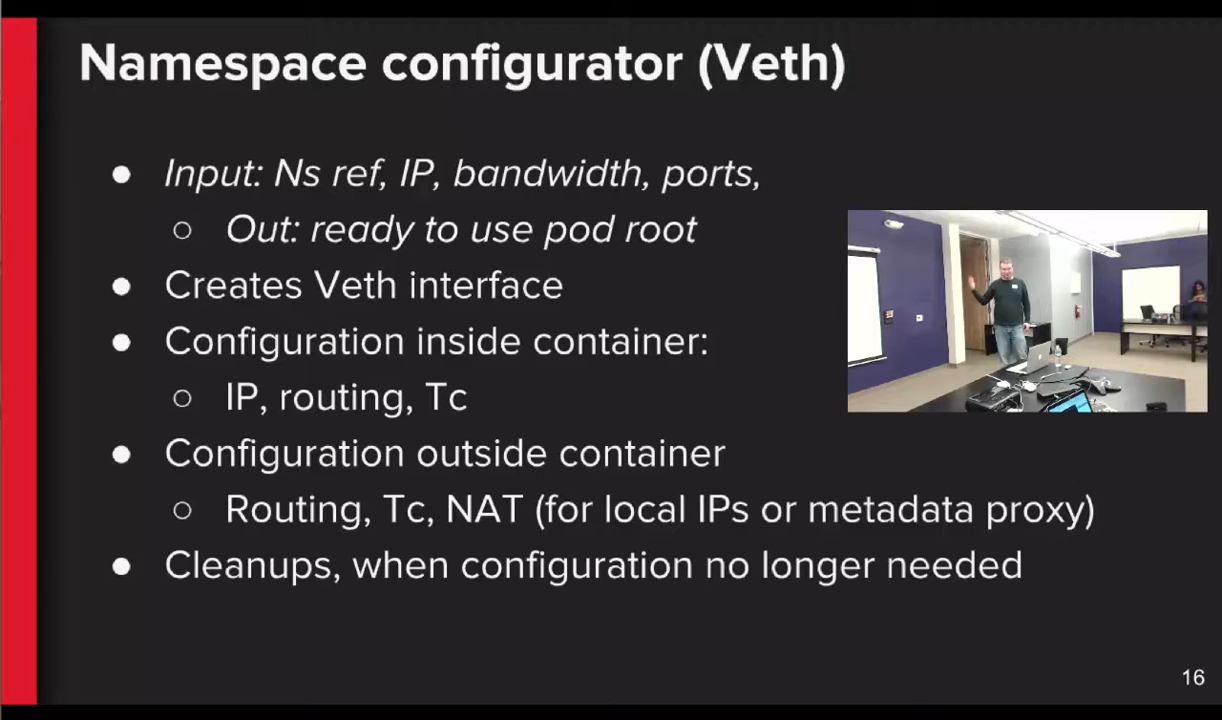 Namespace configurator (Veth)
● Input: Ns ref, IP, bandwidth, ports,
○ Out: ready to use pod root
● Creates Veth interface
● Configuration inside container:
○ IP, routing, Tc
● Configuration outside container
○ Routing, Tc, NAT (for local IPs or metadata proxy)
● Cleanups, when configuration no longer needed
16